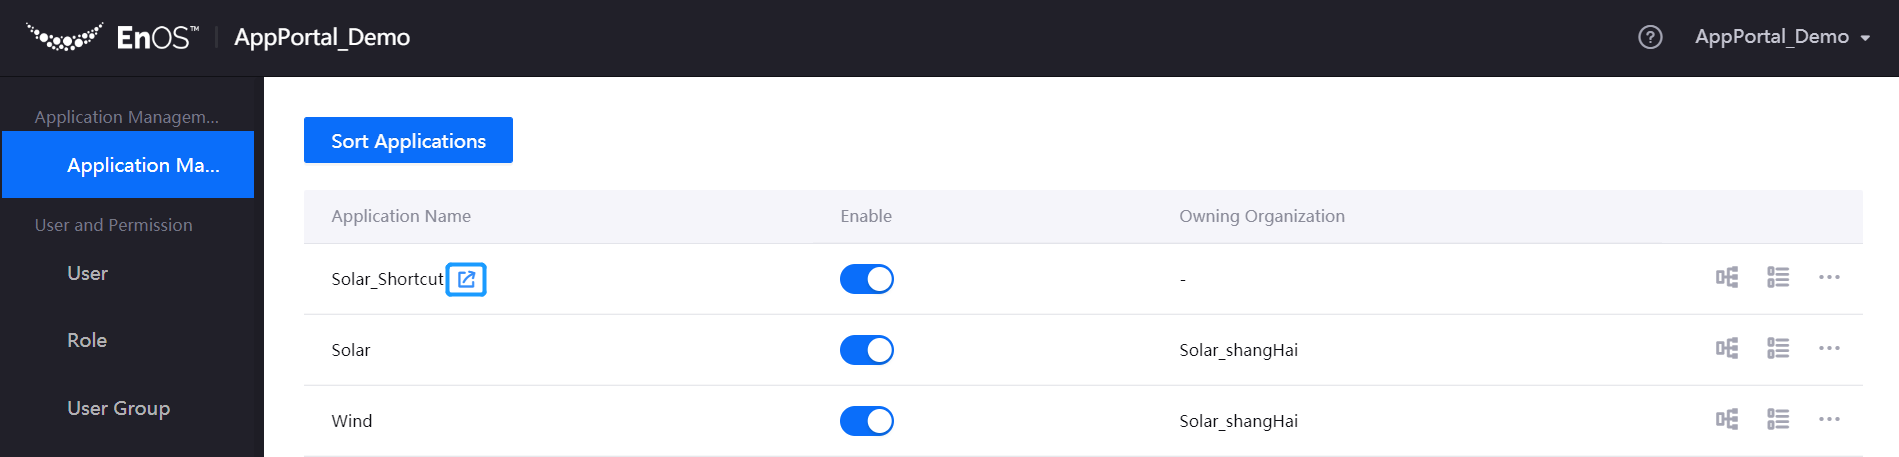 EnOS™ AppPortal_Demo
AppPortal_Demo
Application Managem...
Application Ma...
User and Permission
User
Role
User Group
Sort Applications
Application Name Enable Owning Organization
Solar_Shortcut -
Solar Solar_shangHai
Wind Solar_shangHai